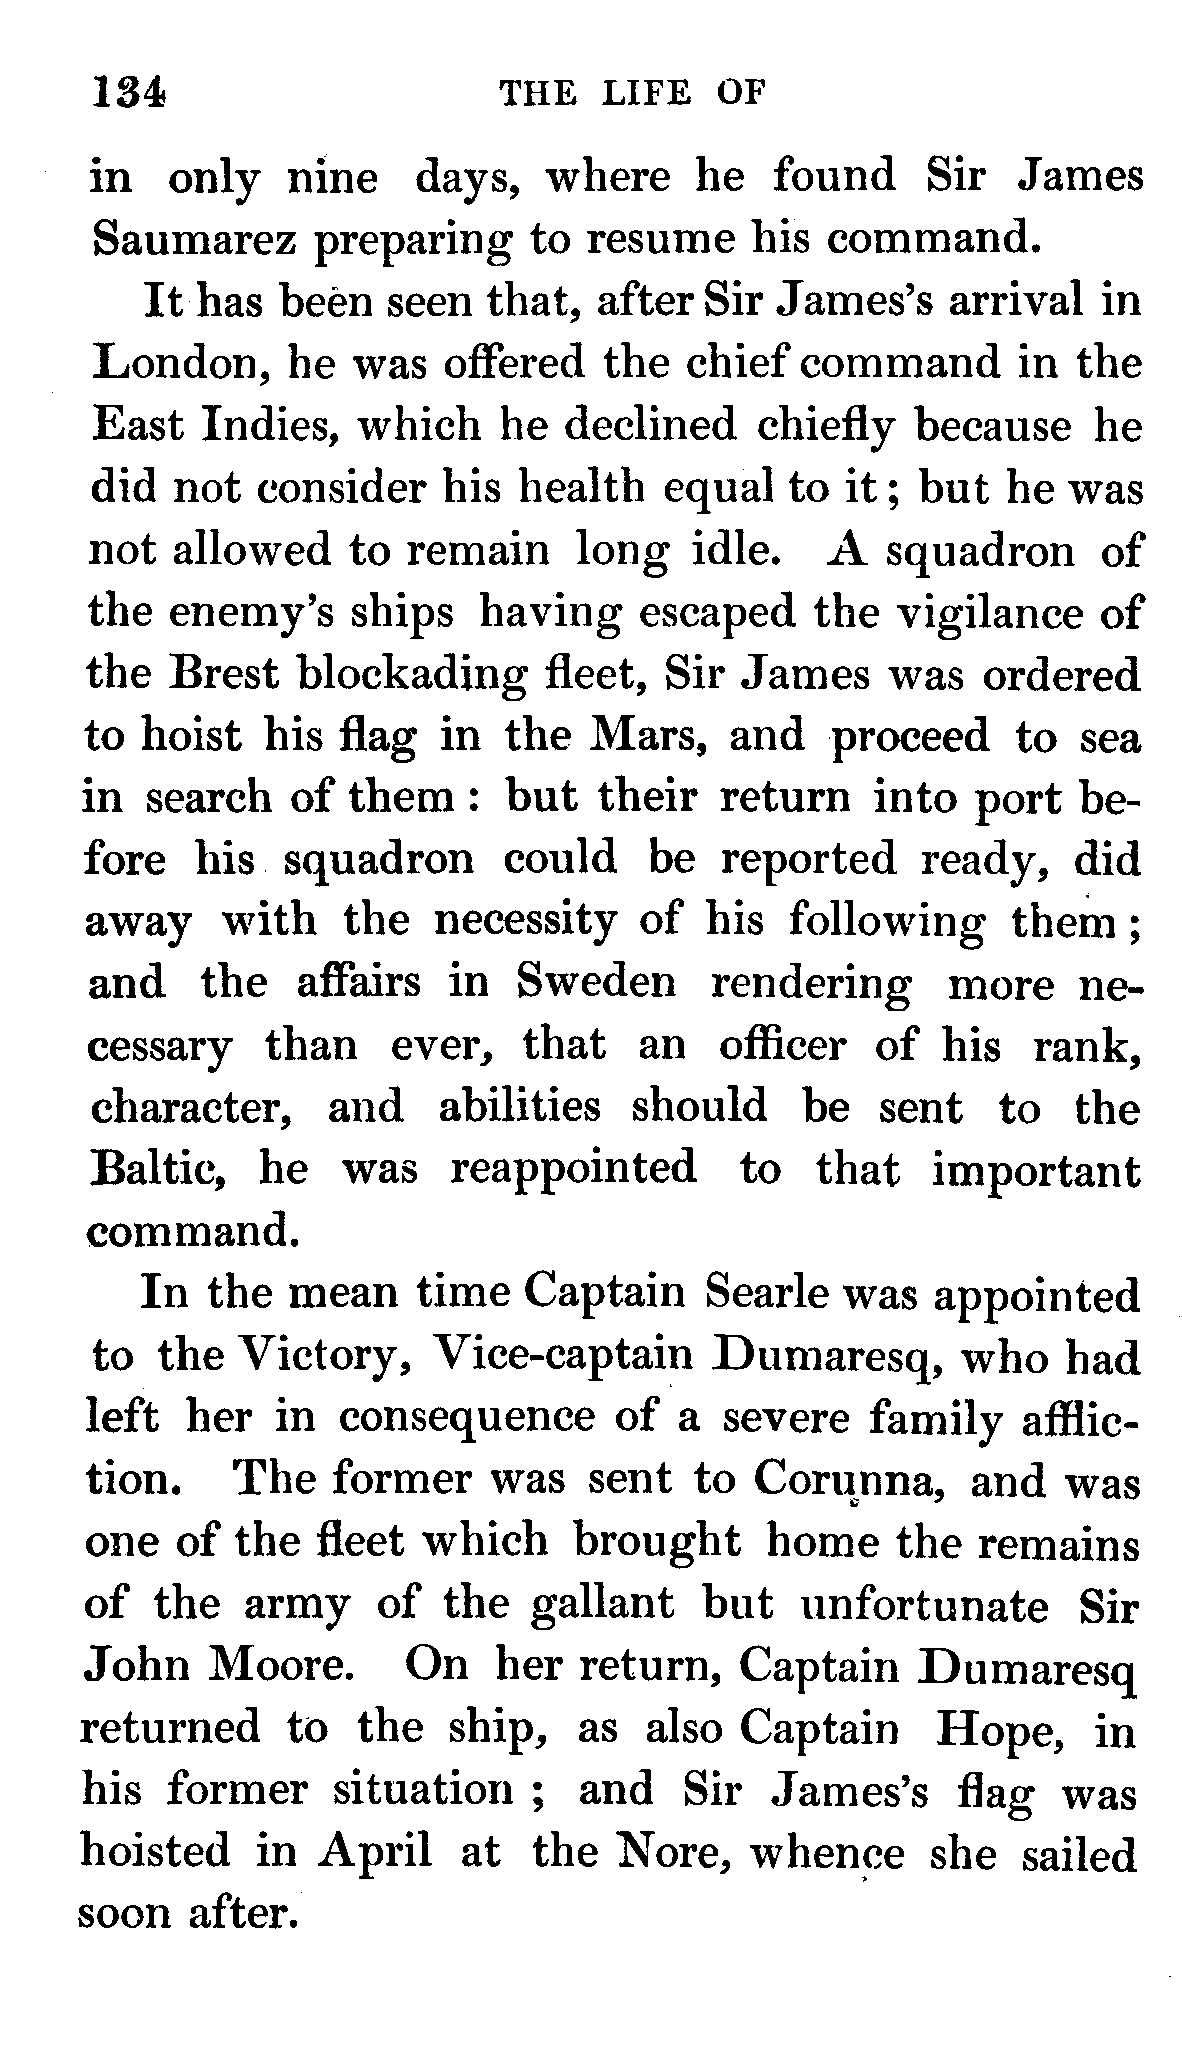 134 THE LIFE OF
in only nine days, where he found Sir James
Saumarez preparing to resume his command.
It has been seen that, after Sir James's arrival in
London, he was offered the chief command in the
East Indies, which he declined chiefly because he
did not consider his health equal to it; but he was
not allowed to remain long idle. A squadron of
the enemy's ships having escaped the vigilance of
the Brest blockading fleet, Sir James was ordered
to hoist his flag in the Mars, and proceed to sea
in search of them: but their return into port be-
fore his squadron could be reported ready, did
away with the necessity of his following them;
and the affairs in Sweden rendering more ne-
cessary than ever, that an officer of his rank,
character, and abilities should be sent to the
Baltic, he was reappointed to that important
command.
In the mean time Captain Searle was appointed
to the Victory, Vice-captain Dumaresq, who had
left her in consequence of a severe family afflic-
tion. The former was sent to Corunna, and was
one of the fleet which brought home the remains
of the army of the gallant but unfortunate Sir
John Moore. On her return, Captain Dumaresq
returned to the ship, as also Captain Hope, in
his former situation; and Sir James's flag was
hoisted in April at the Nore, whence she sailed
soon after.